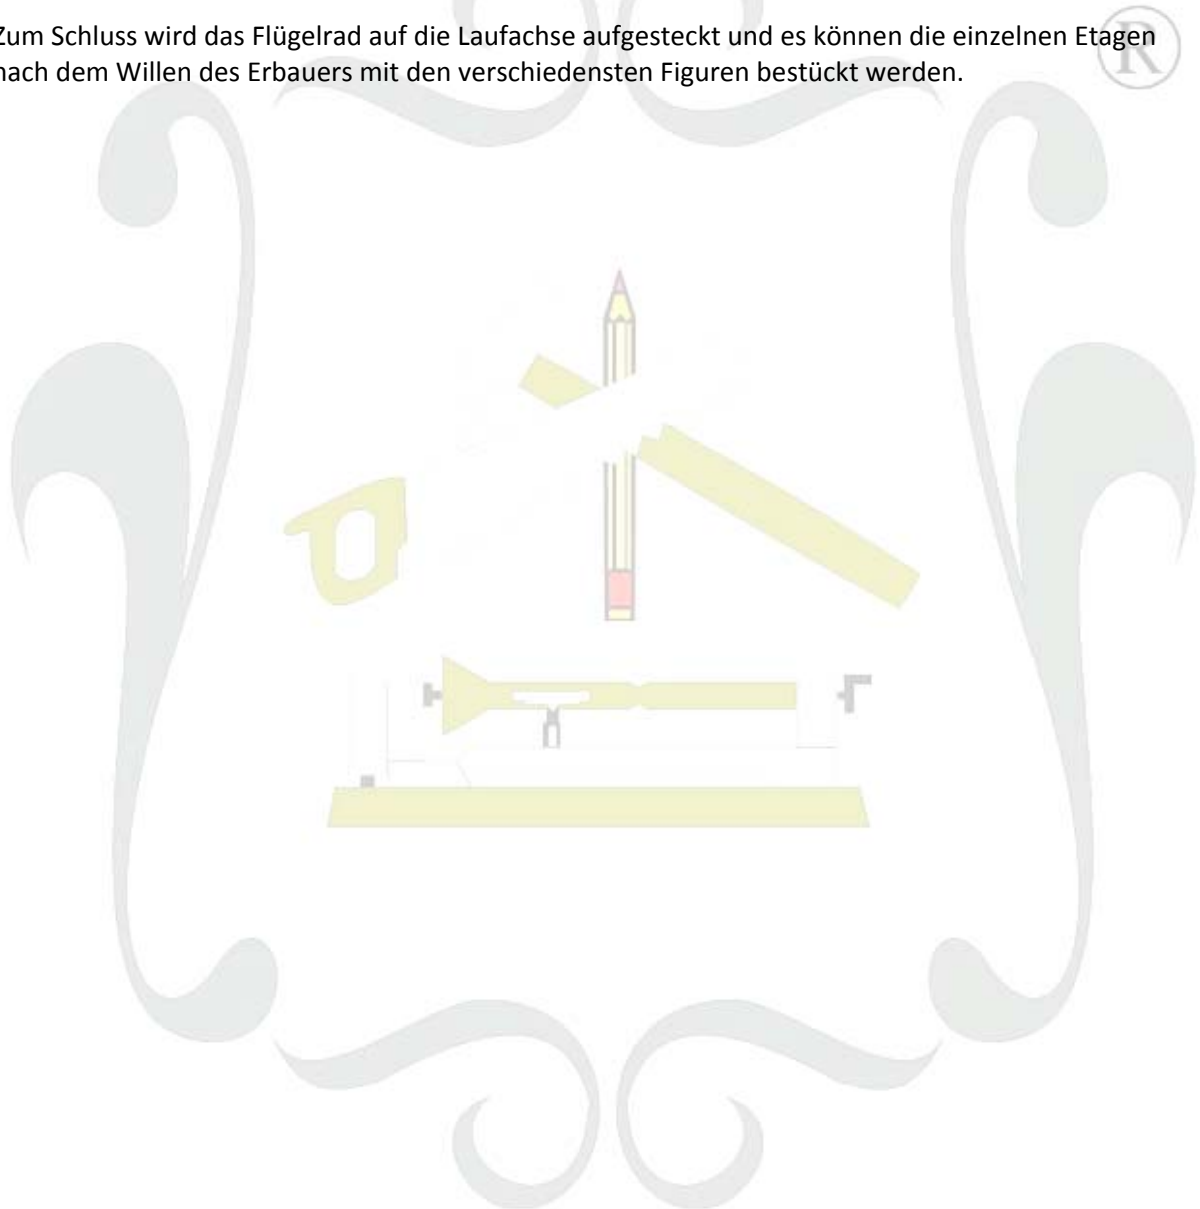 Zum Schluss wird das Flügelrad auf die Laufachse aufgesteckt und es können die einzelnen Etagen
nach dem Willen des Erbauers mit den verschiedensten Figuren bestückt werden.
®